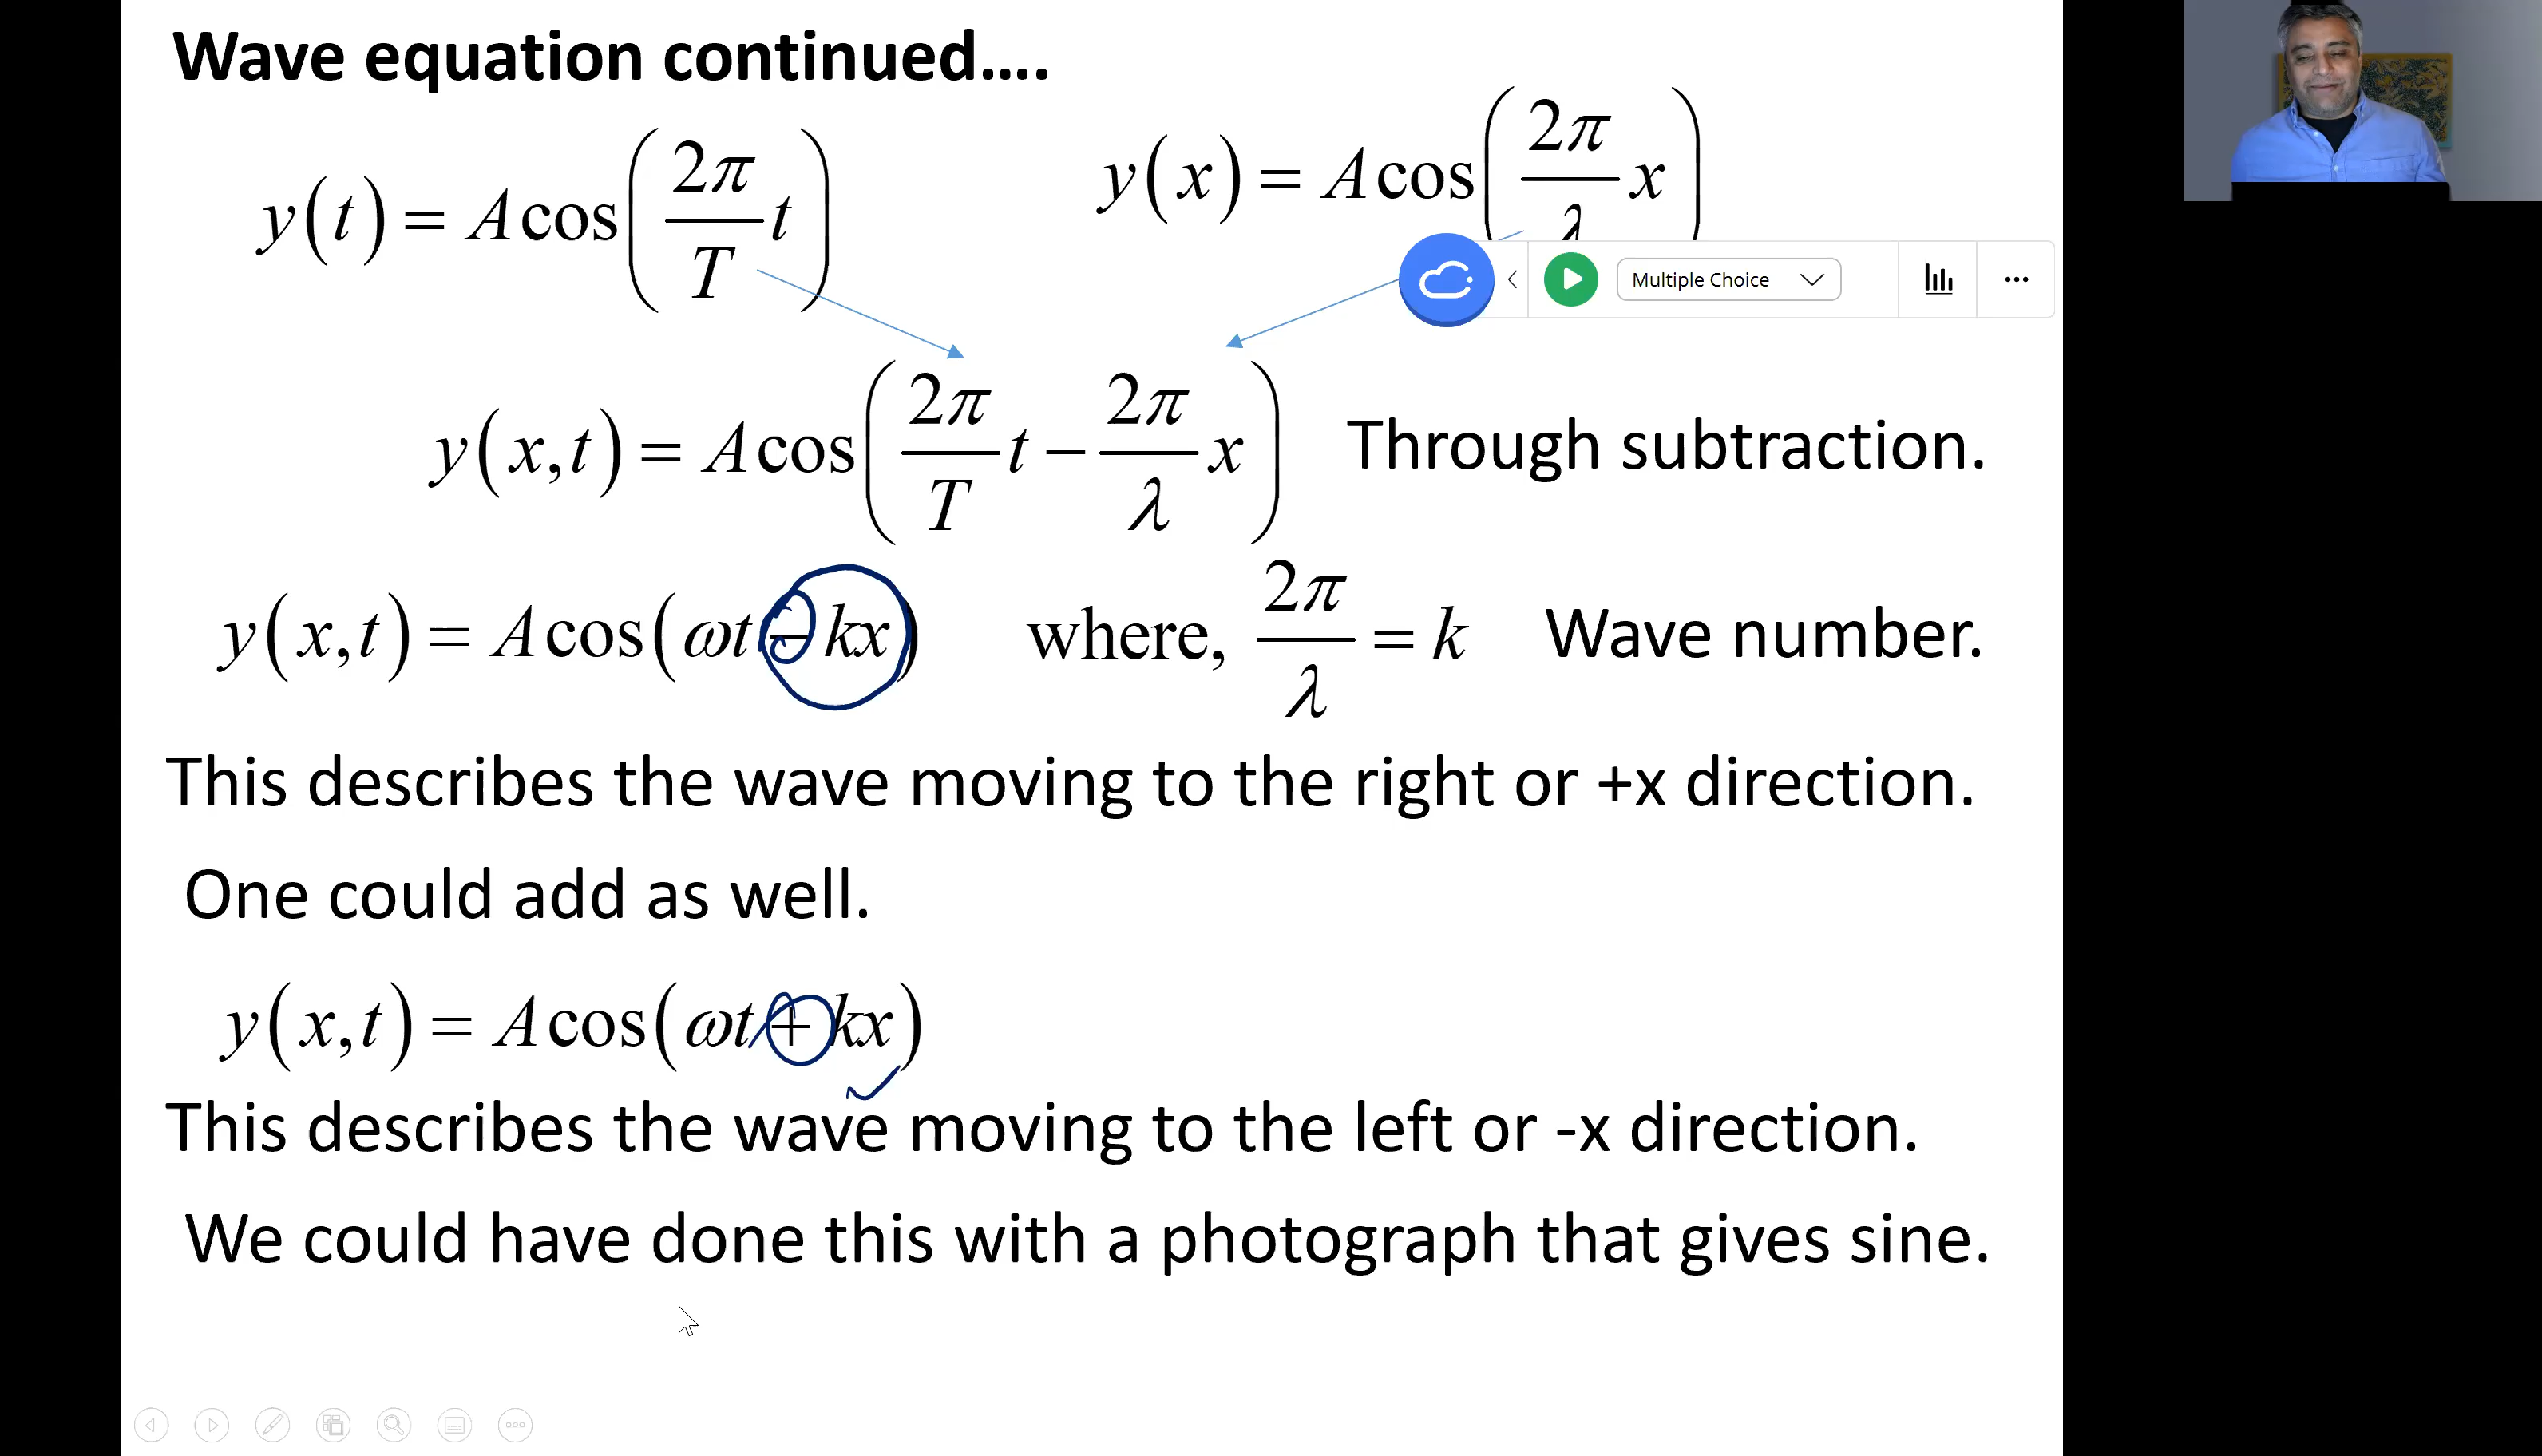 Wave equation continued....
y(t) = A cos(2π/T t)
y(x) = A cos(2π/λ x)
Multiple Choice
y(x,t) = A cos(2π/T t − 2π/λ x) Through subtraction.
y(x,t) = A cos(ωt − kx) where, 2π/λ = k Wave number.
This describes the wave moving to the right or +x direction.
One could add as well.
y(x,t) = A cos(ωt + kx)
This describes the wave moving to the left or -x direction.
We could have done this with a photograph that gives sine.